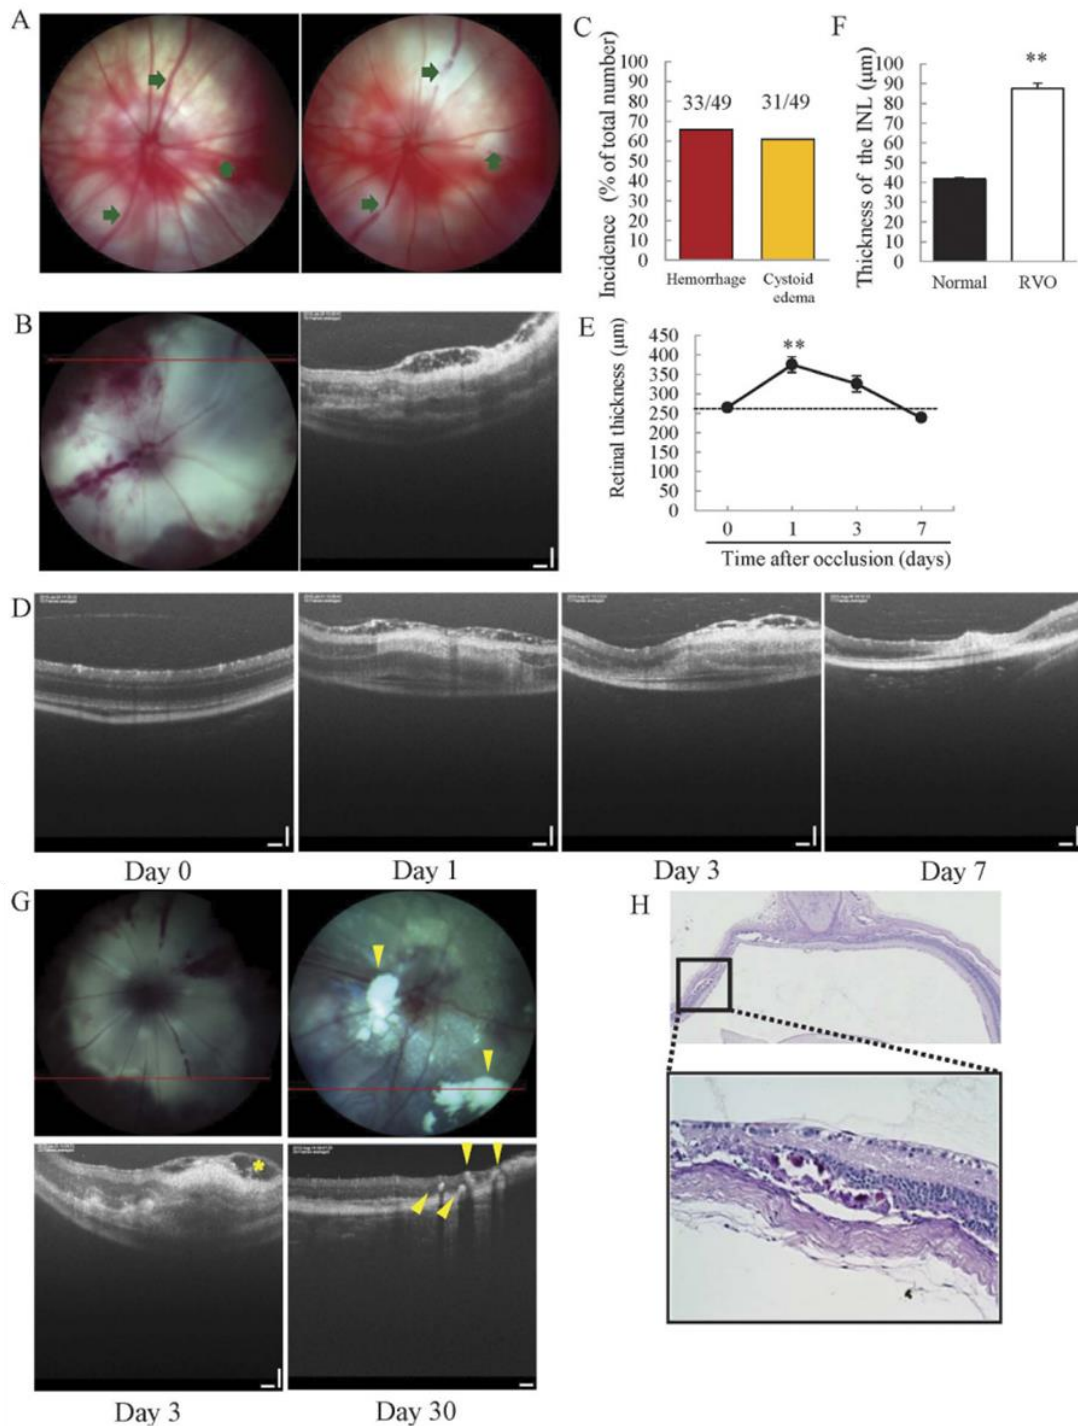 A
B
C
Incidence (% of total number)
100
90
80
70
60
50
40
30
20
10
0
33/49
31/49
Hemorrhage
Cystoid
edema
F
Thickness of the INL (μm)
100
90
80
70
60
50
40
30
20
10
0
**
Normal
RVO
E
Retinal thickness (μm)
450
400
350
300
250
200
150
100
50
0
**
0
1
3
7
Time after occlusion (days)
D
Day 0
Day 1
Day 3
Day 7
G
*
Day 3
Day 30
H